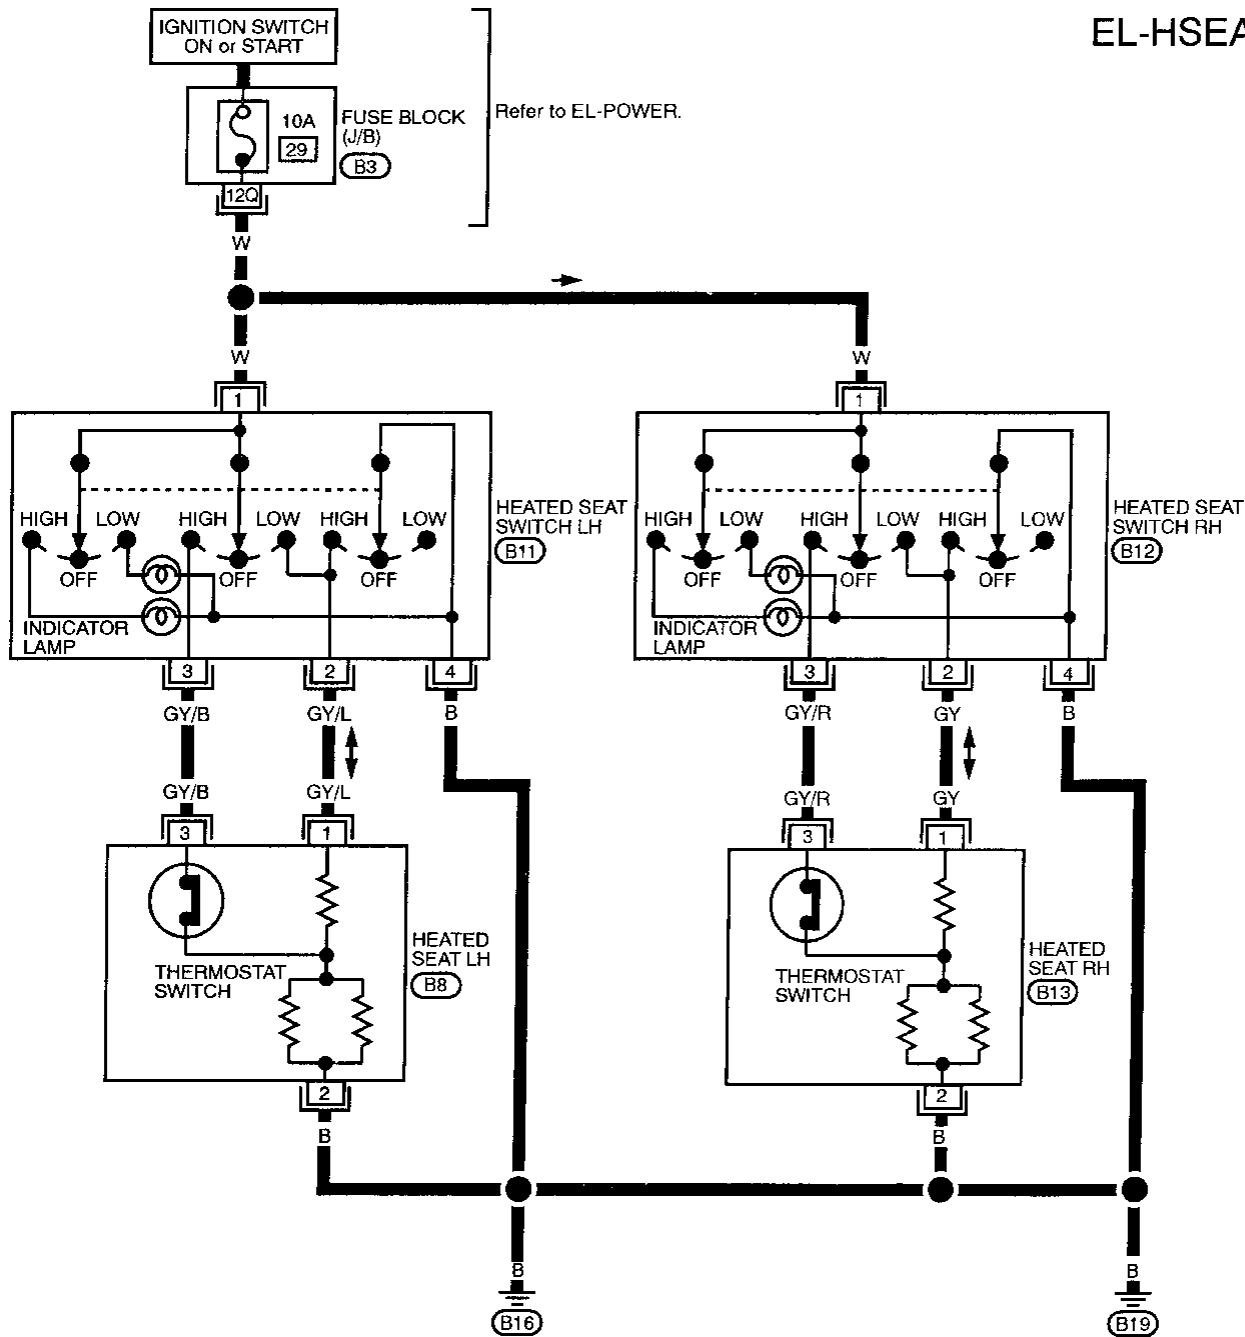 EL-HSEA
IGNITION SWITCH
ON or START
10A
29
FUSE BLOCK
(J/B)
B3
Refer to EL-POWER.
12Q
W
W
W
1
1
HIGH LOW HIGH LOW HIGH LOW
OFF OFF OFF
INDICATOR
LAMP
HEATED SEAT
SWITCH LH
B11
HIGH LOW HIGH LOW HIGH LOW
OFF OFF OFF
INDICATOR
LAMP
HEATED SEAT
SWITCH RH
B12
3 2 4
3 2 4
GY/B GY/L B
GY/R GY B
GY/B GY/L
GY/R GY
3 1
3 1
THERMOSTAT
SWITCH
HEATED
SEAT LH
B8
THERMOSTAT
SWITCH
HEATED
SEAT RH
B13
2
2
B
B
B
B
B16
B19